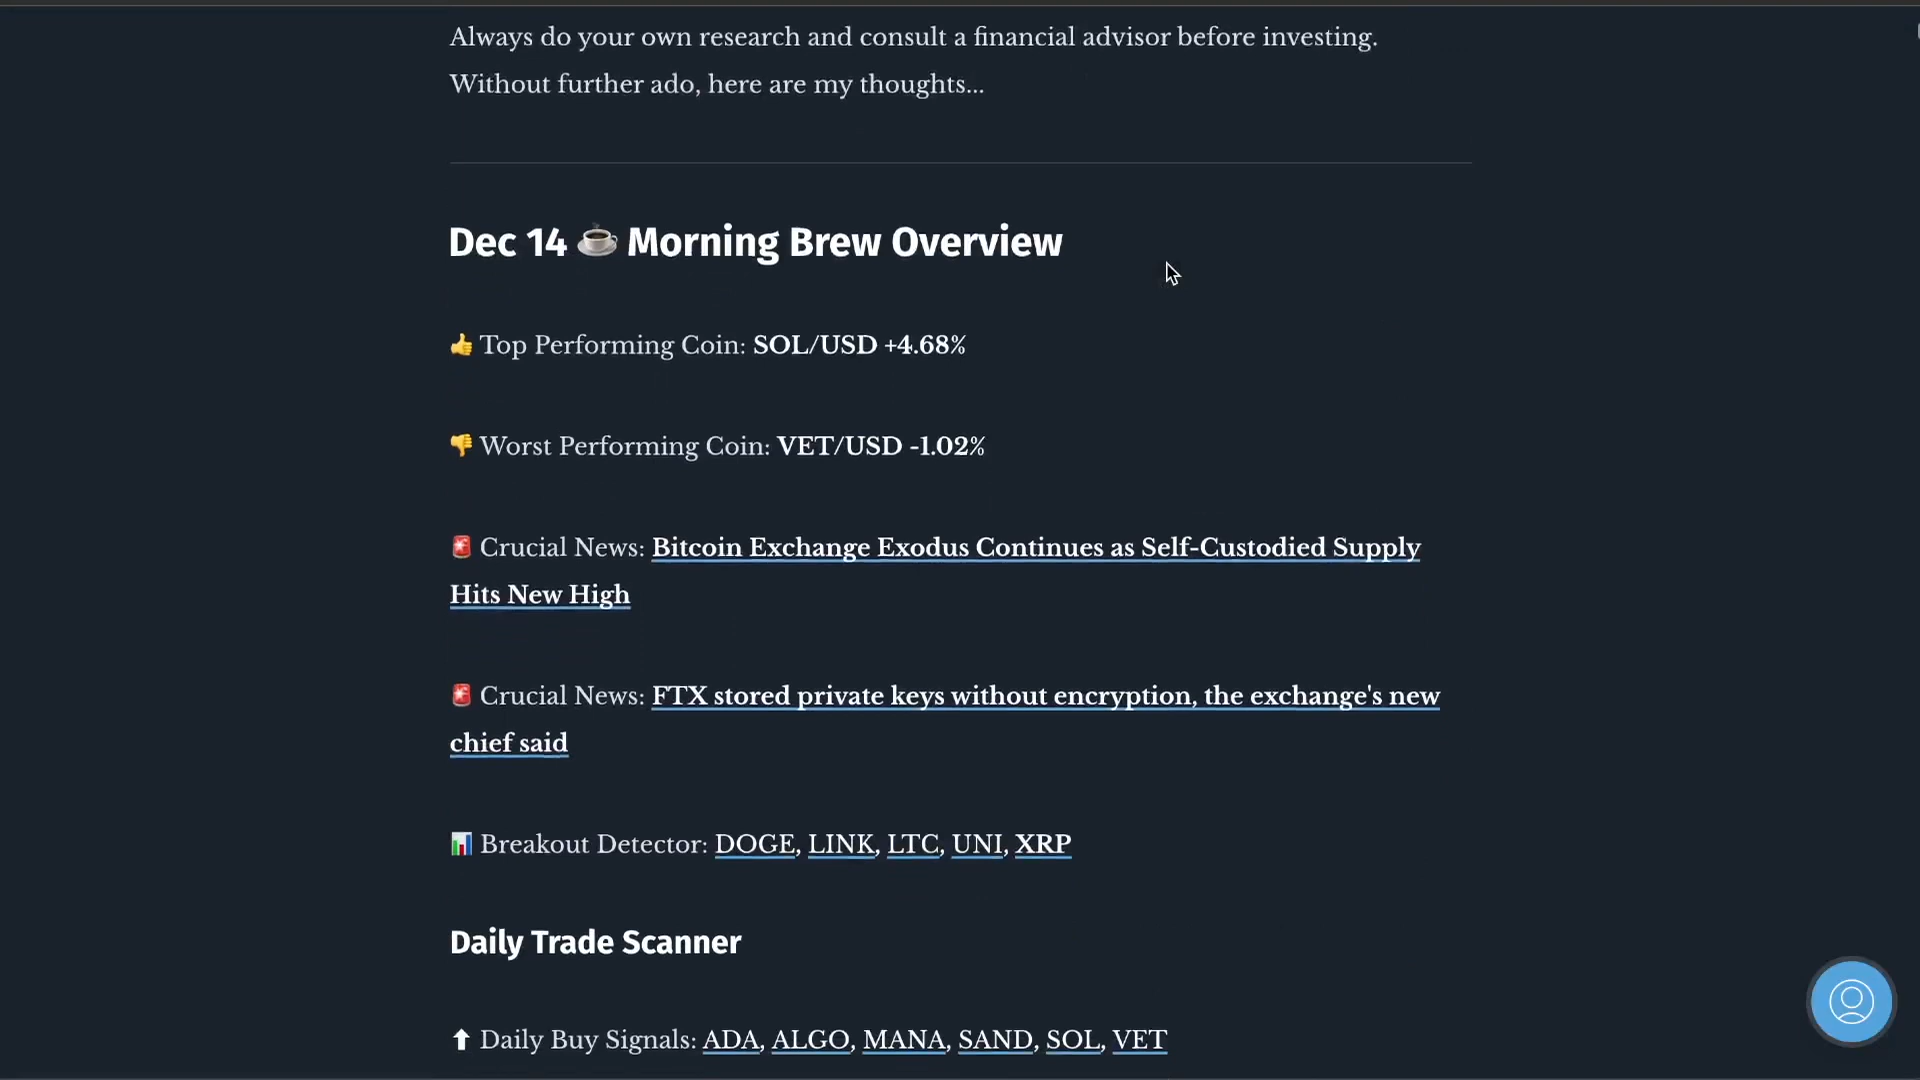 Always do your own research and consult a financial advisor before investing.
Without further ado, here are my thoughts...
Dec 14 ☕ Morning Brew Overview
👍 Top Performing Coin: SOL/USD +4.68%
👎 Worst Performing Coin: VET/USD -1.02%
🚨 Crucial News: Bitcoin Exchange Exodus Continues as Self-Custodied Supply
Hits New High
🚨 Crucial News: FTX stored private keys without encryption, the exchange's new
chief said
📊 Breakout Detector: DOGE, LINK, LTC, UNI, XRP
Daily Trade Scanner
⬆ Daily Buy Signals: ADA, ALGO, MANA, SAND, SOL, VET